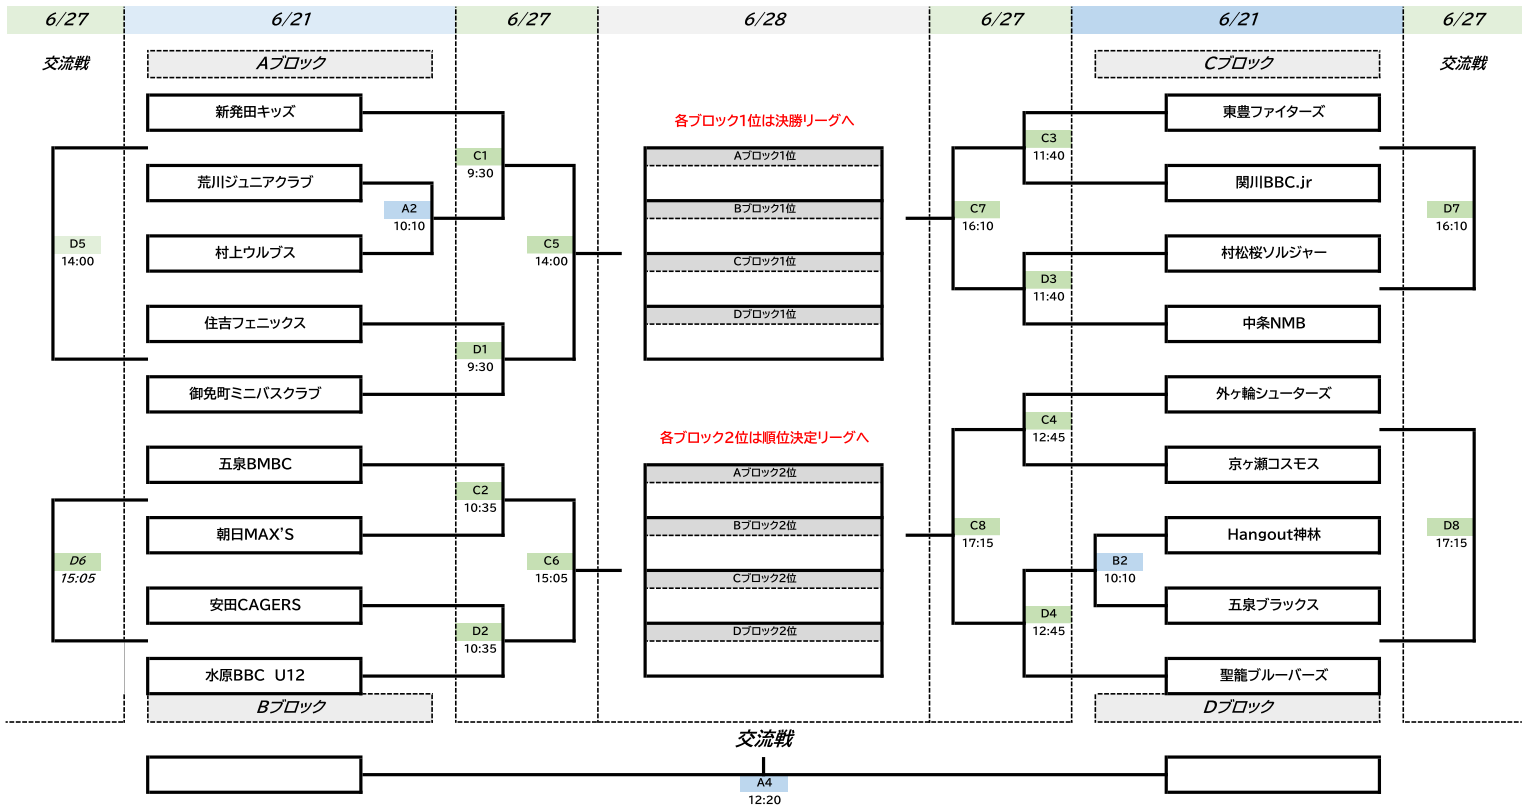 6/27
6/21
6/27
6/28
6/27
6/21
6/27
交流戦
Aブロック
Cブロック
交流戦
新発田キッズ
各ブロック1位は決勝リーグへ
東豊ファイターズ
C3
11:40
C1
9:30
Aブロック1位
荒川ジュニアクラブ
関川BBC.jr
A2
10:10
Bブロック1位
C7
16:10
D7
16:10
D5
14:00
村上ウルブス
C5
14:00
Cブロック1位
村松桜ソルジャー
D3
11:40
住吉フェニックス
Dブロック1位
中条NMB
D1
9:30
御免町ミニバスクラブ
外ヶ輪シューターズ
C4
12:45
各ブロック2位は順位決定リーグへ
五泉BMBC
Aブロック2位
京ヶ瀬コスモス
C2
10:35
朝日MAX'S
Bブロック2位
C8
17:15
Hangout神林
D8
17:15
D6
15:05
C6
15:05
B2
10:10
Cブロック2位
安田CAGERS
五泉ブラックス
D4
12:45
D2
10:35
Dブロック2位
水原BBC U12
聖籠ブルーバーズ
Bブロック
Dブロック
交流戦
A4
12:20